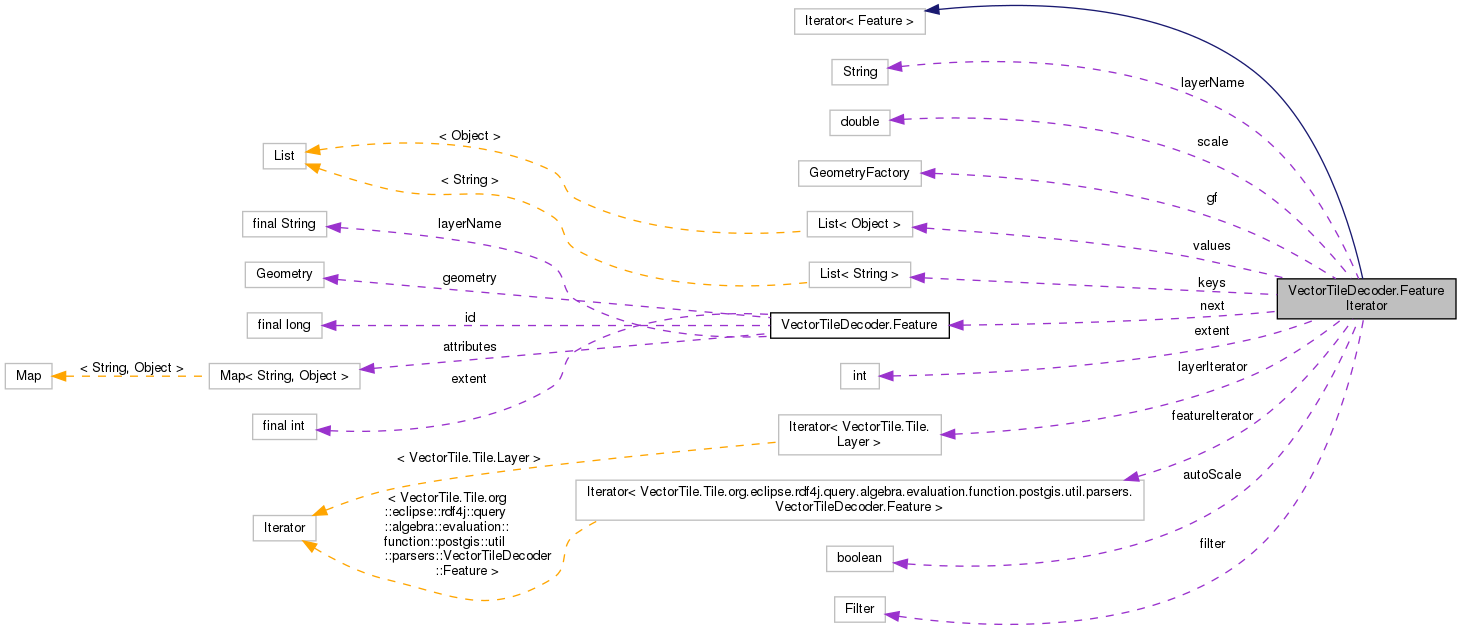 Iterator< Feature >
String
layerName
double
scale
< Object >
List
GeometryFactory
< String >
gf
final String
layerName
List< Object >
values
Geometry
geometry
List< String >
keys
VectorTileDecoder.Feature
Iterator
final long
id
VectorTileDecoder.Feature
next
extent
attributes
Map
< String, Object >
Map< String, Object >
extent
int
layerIterator
final int
Iterator< VectorTile.Tile.
Layer >
featureIterator
< VectorTile.Tile.Layer >
autoScale
Iterator
< VectorTile.Tile.org
::eclipse::rdf4j::query
::algebra::evaluation::
function::postgis::util
::parsers::VectorTileDecoder
::Feature >
Iterator< VectorTile.Tile.org.eclipse.rdf4j.query.algebra.evaluation.function.postgis.util.parsers.
VectorTileDecoder.Feature >
boolean
filter
Filter